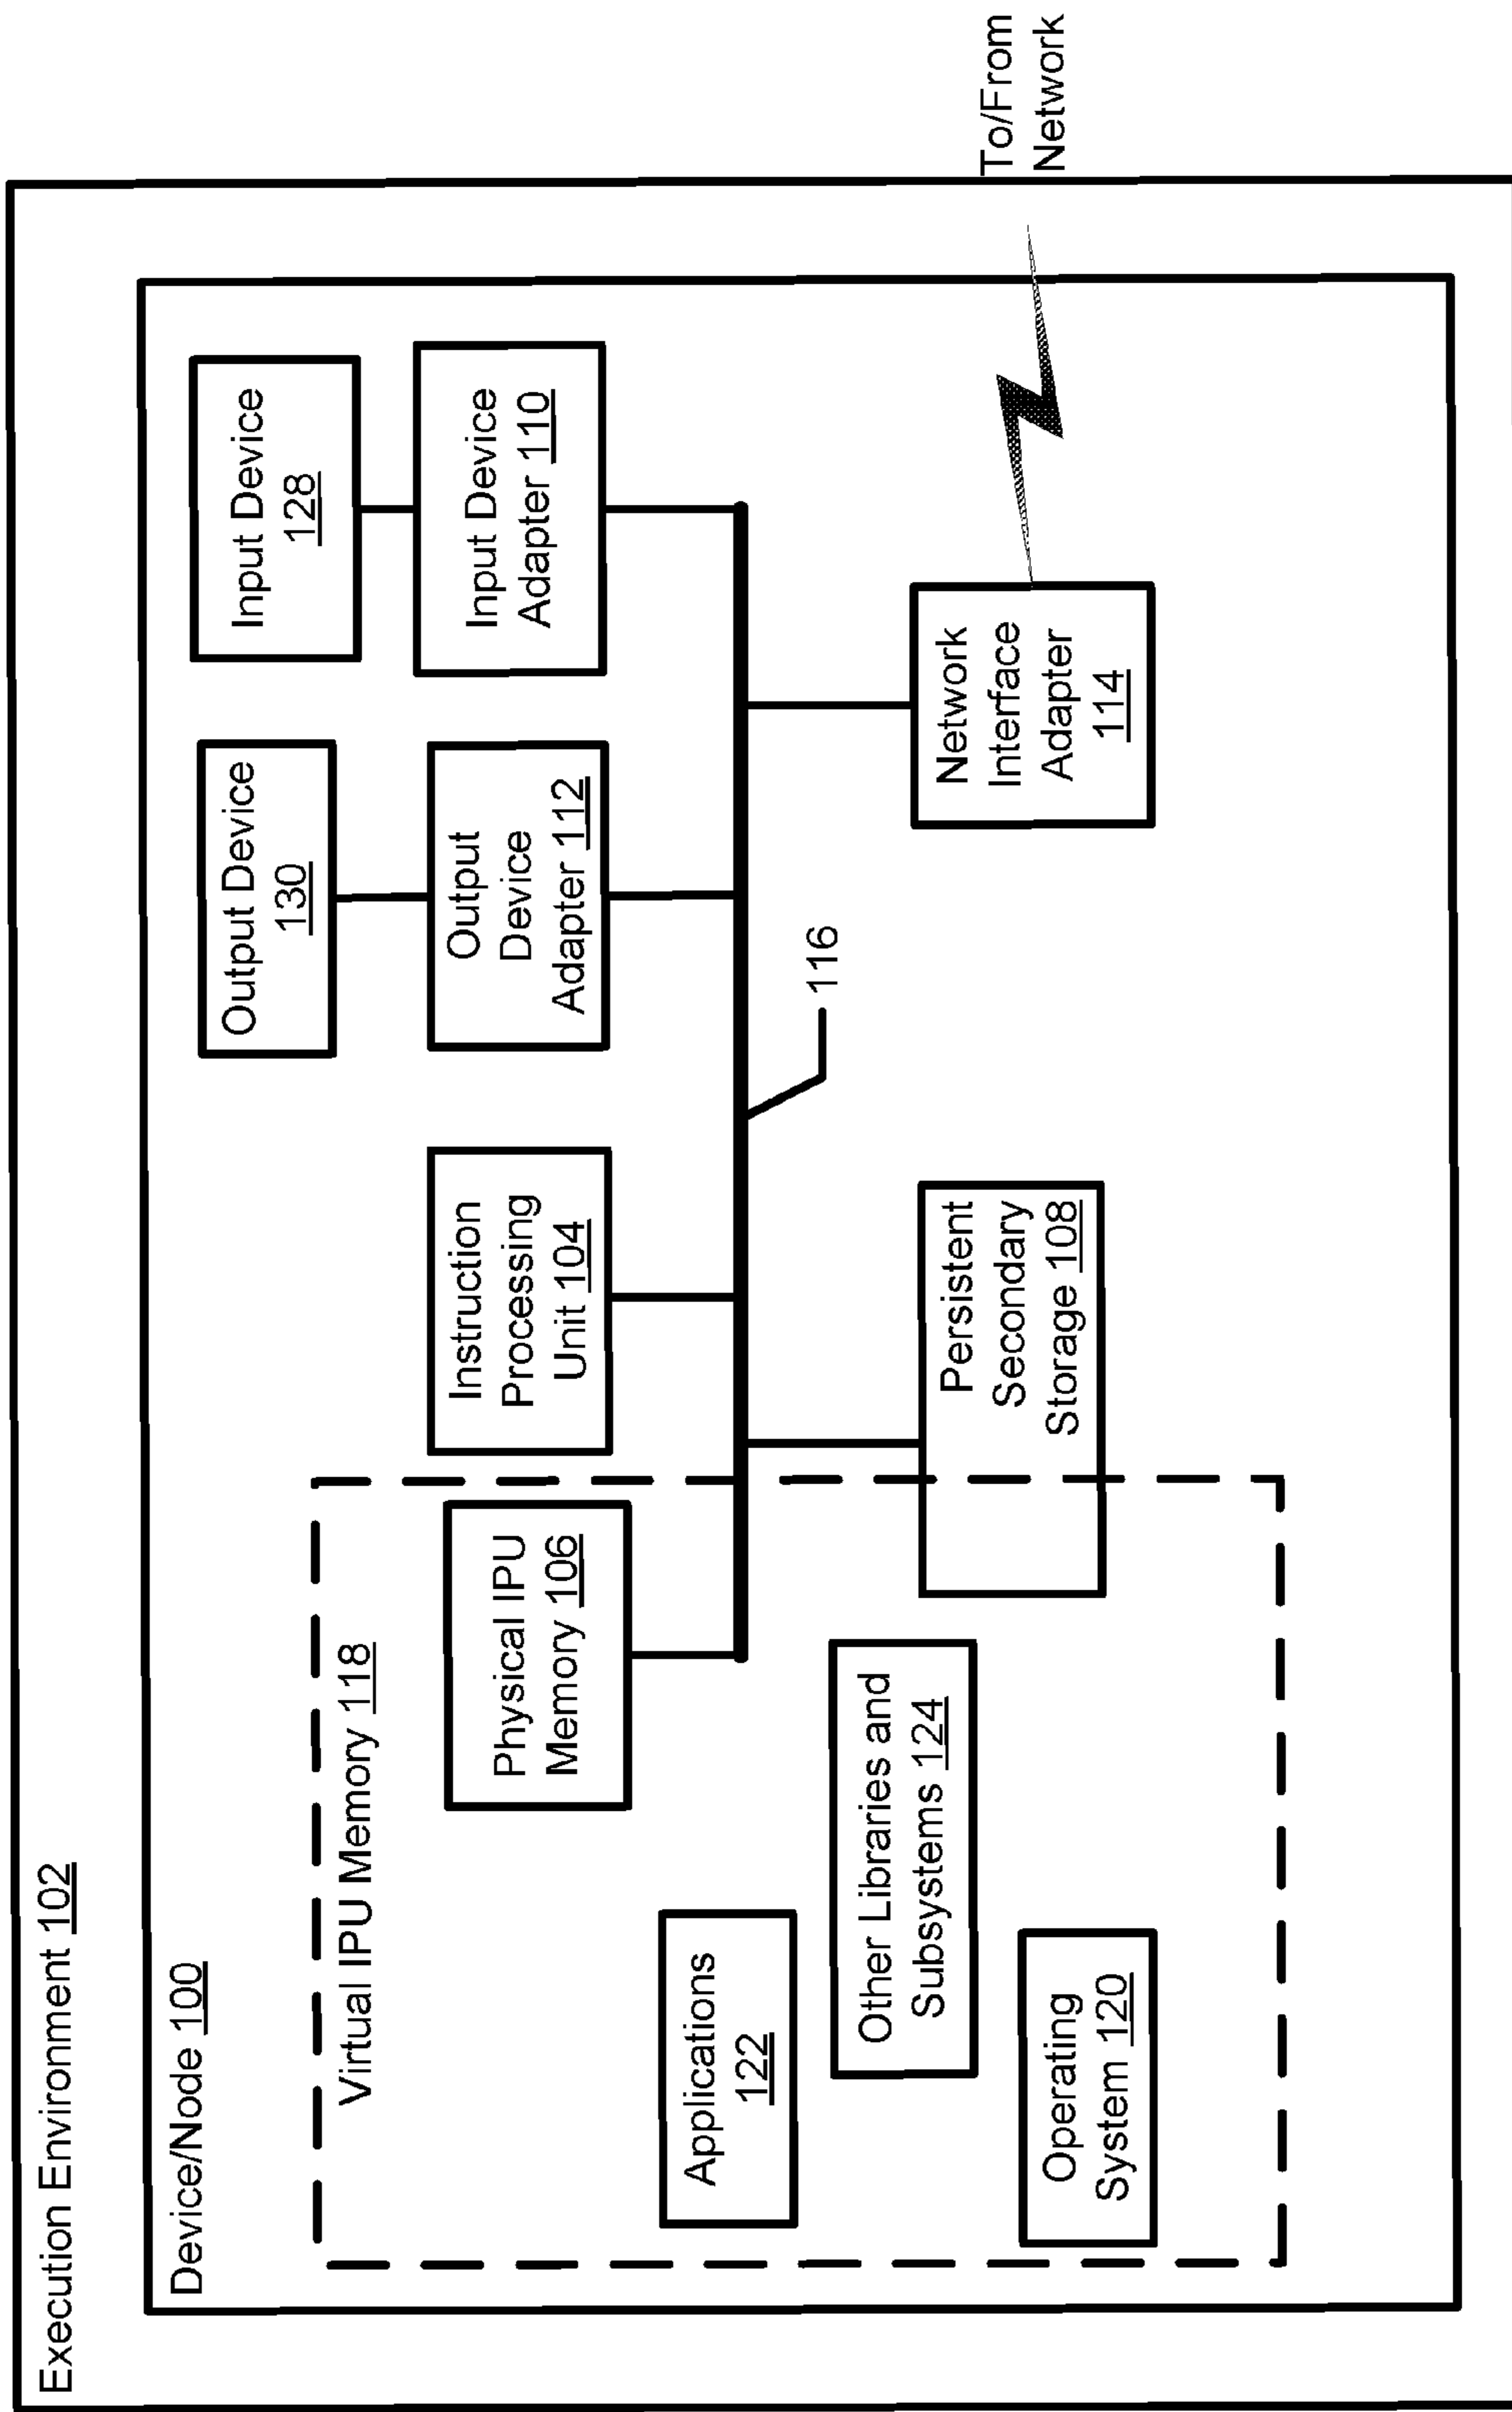 Execution Environment 102
Device/Node 100
Virtual IPU Memory 118
Output Device
130
Input Device
128
Physical IPU
Memory 106
Instruction
Processing
Unit 104
Output
Device
Adapter 112
Input Device
Adapter 110
116
Applications
122
Other Libraries and
Subsystems 124
Operating
System 120
Persistent
Secondary
Storage 108
Network
Interface
Adapter
114
To/From
Network